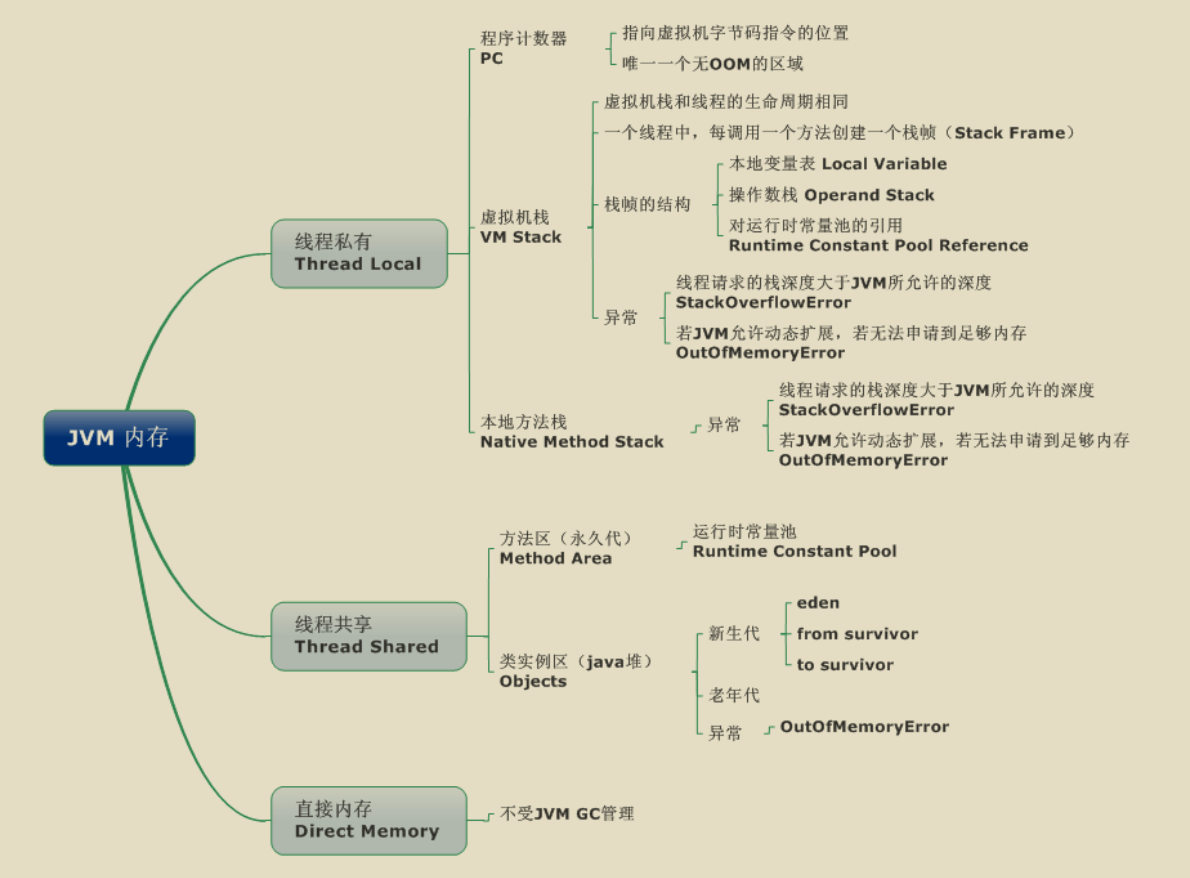 JVM 内存
线程私有
Thread Local
程序计数器
PC
指向虚拟机字节码指令的位置
唯一一个无OOM的区域
虚拟机栈
VM Stack
虚拟机栈和线程的生命周期相同
一个线程中，每调用一个方法创建一个栈帧（Stack Frame）
栈帧的结构
本地变量表 Local Variable
操作数栈 Operand Stack
对运行时常量池的引用
Runtime Constant Pool Reference
异常
线程请求的栈深度大于JVM所允许的深度
StackOverflowError
若JVM允许动态扩展，若无法申请到足够内存
OutOfMemoryError
本地方法栈
Native Method Stack
异常
线程请求的栈深度大于JVM所允许的深度
StackOverflowError
若JVM允许动态扩展，若无法申请到足够内存
OutOfMemoryError
线程共享
Thread Shared
方法区（永久代）
Method Area
运行时常量池
Runtime Constant Pool
类实例区（java堆）
Objects
新生代
eden
from survivor
to survivor
老年代
异常
OutOfMemoryError
直接内存
Direct Memory
不受JVM GC管理